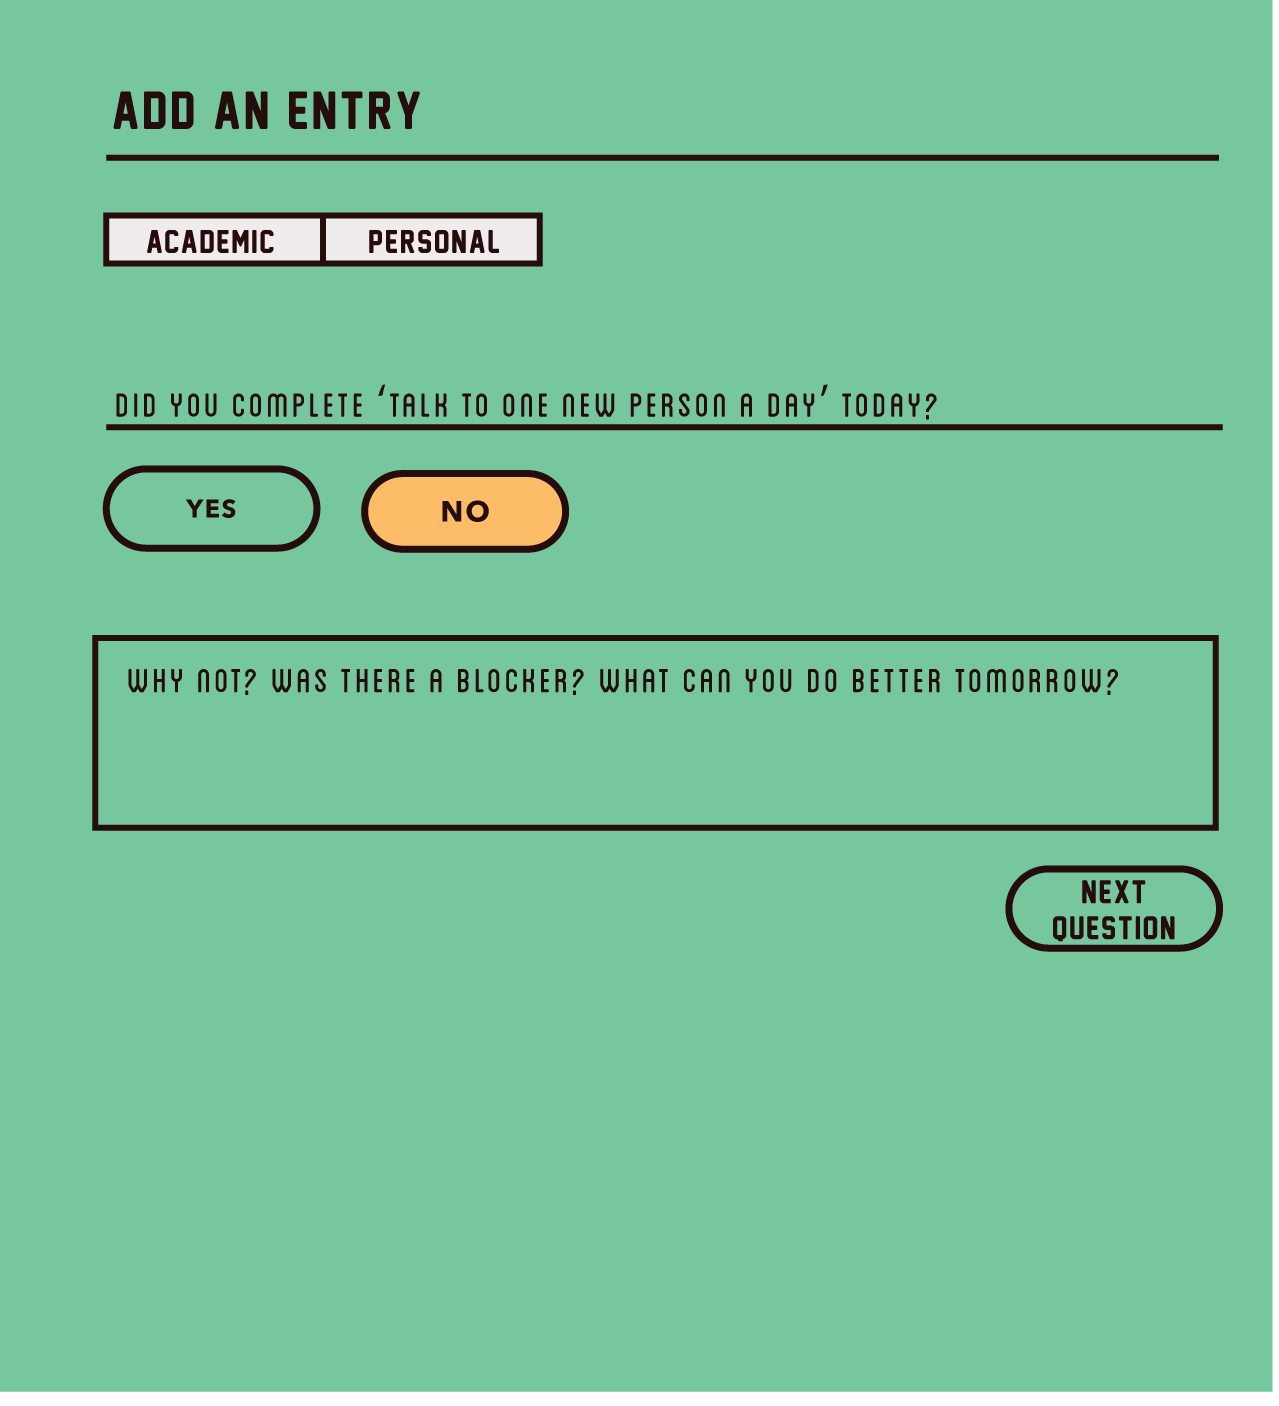 ADD AN ENTRY
ACADEMIC PERSONAL
DID YOU COMPLETE ‘TALK TO ONE NEW PERSON A DAY’ TODAY?
YES NO
WHY NOT? WAS THERE A BLOCKER? WHAT CAN YOU DO BETTER TOMORROW?
NEXT
QUESTION